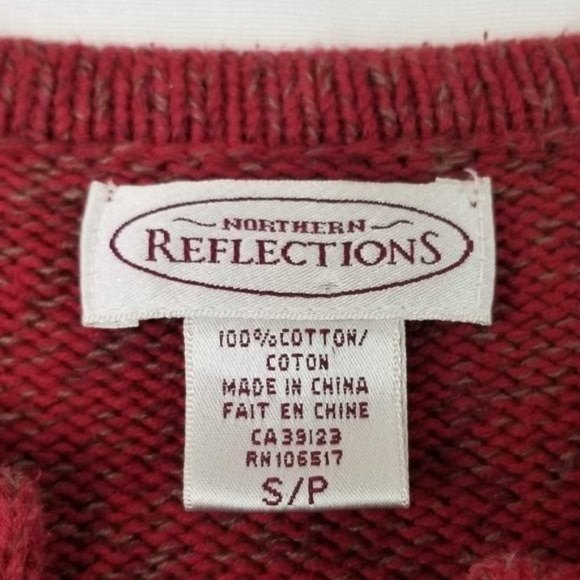 NORTHERN
REFLECTIONS
100%COTTON/
COTON
MADE IN CHINA
FAIT EN CHINE
CA39123
RN106517
S/P